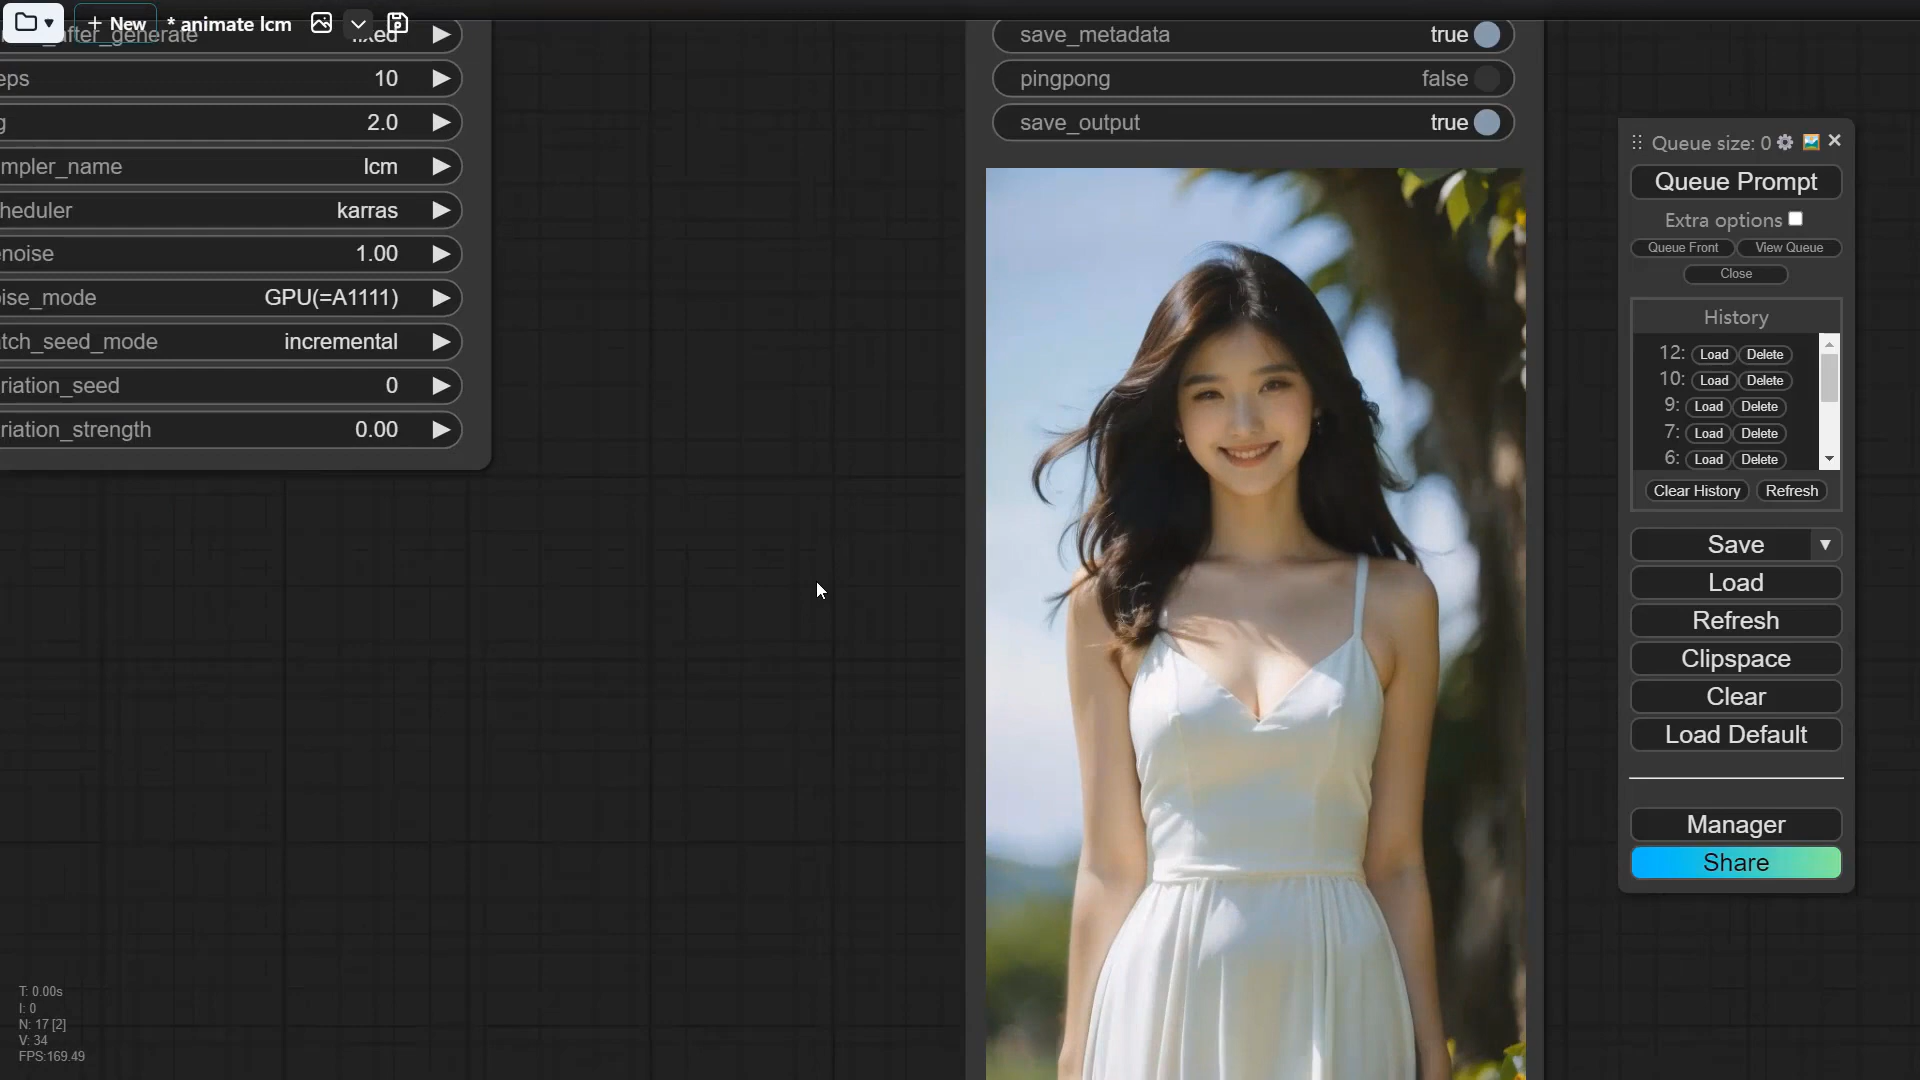 New
* animate lcm
_after_generate
fixed
eps
10
g
2.0
mpler_name
lcm
heduler
karras
enoise
1.00
ise_mode
GPU(=A1111)
tch_seed_mode
incremental
riation_seed
0
riation_strength
0.00
save_metadata
true
pingpong
false
save_output
true
Queue size: 0
Queue Prompt
Extra options
Queue Front
View Queue
Close
History
12: Load Delete
10: Load Delete
9: Load Delete
7: Load Delete
6: Load Delete
Clear History
Refresh
Save
Load
Refresh
Clipspace
Clear
Load Default
Manager
Share
T: 0.00s
I: 0
N: 17 [2]
V: 34
FPS:169.49